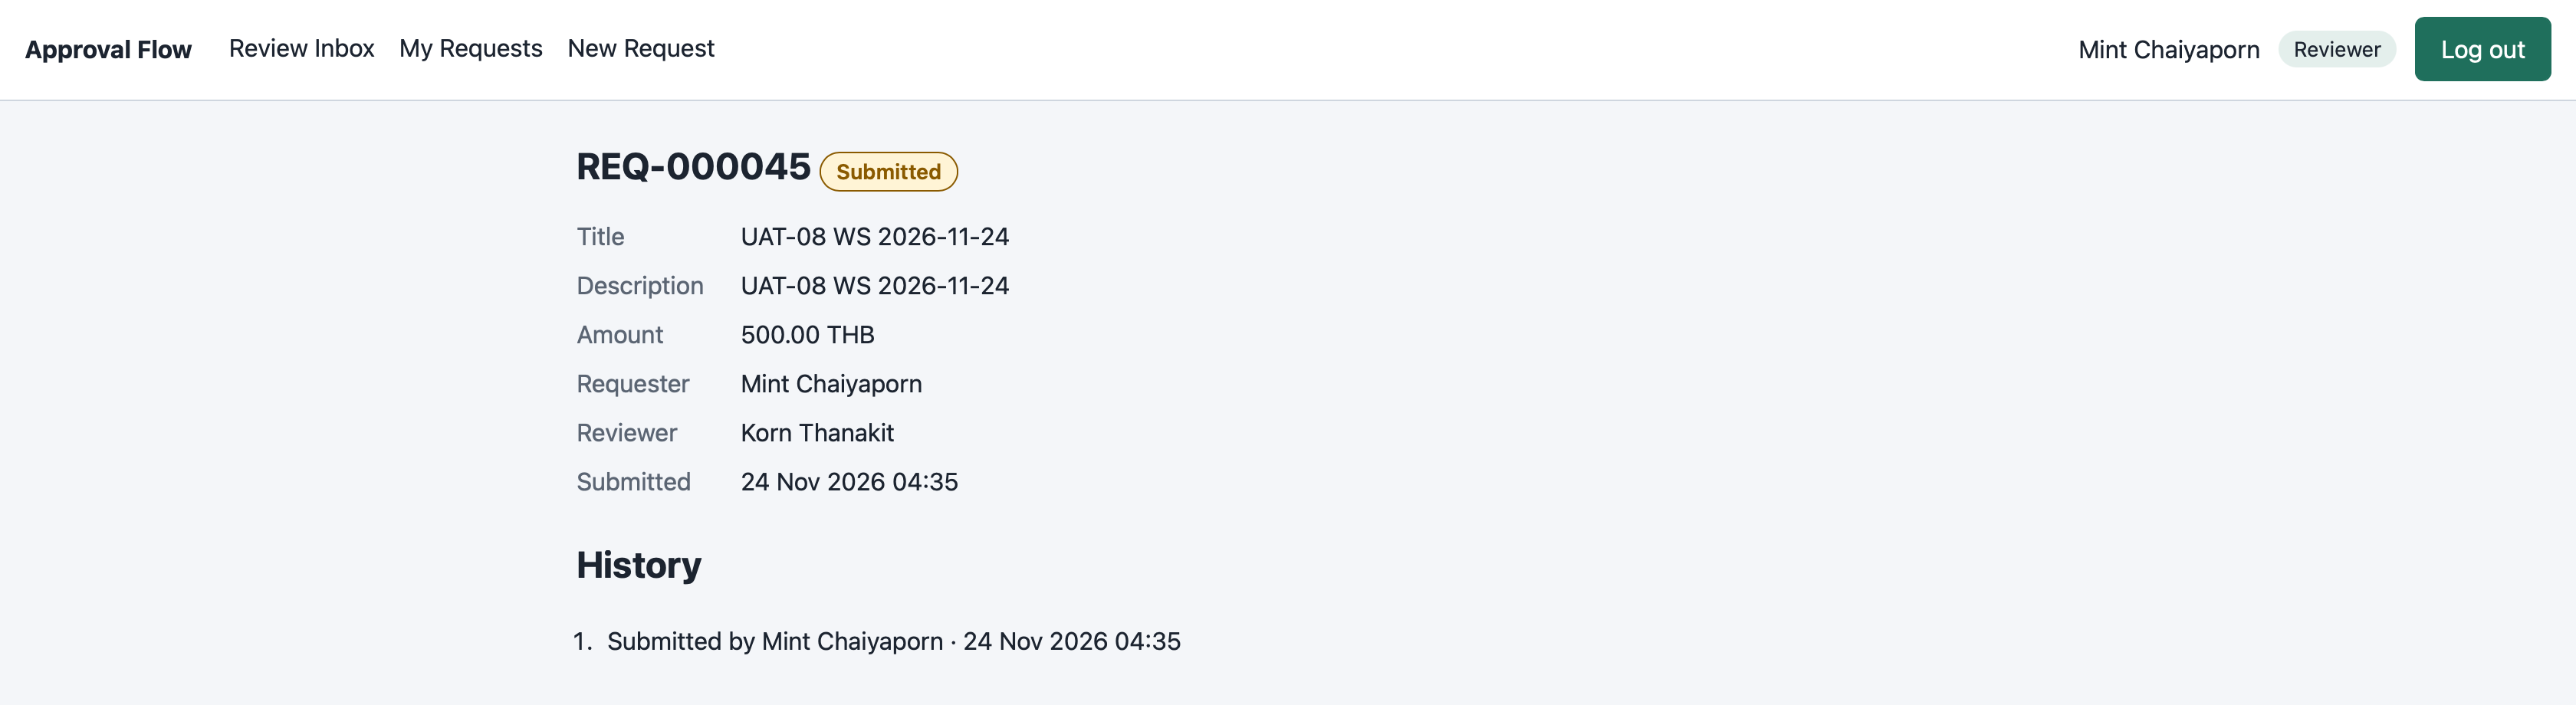 Approval Flow Review Inbox My Requests New Request Mint Chaiyaporn Reviewer Log out
REQ-000045 Submitted
Title UAT-08 WS 2026-11-24
Description UAT-08 WS 2026-11-24
Amount 500.00 THB
Requester Mint Chaiyaporn
Reviewer Korn Thanakit
Submitted 24 Nov 2026 04:35
History
1. Submitted by Mint Chaiyaporn · 24 Nov 2026 04:35